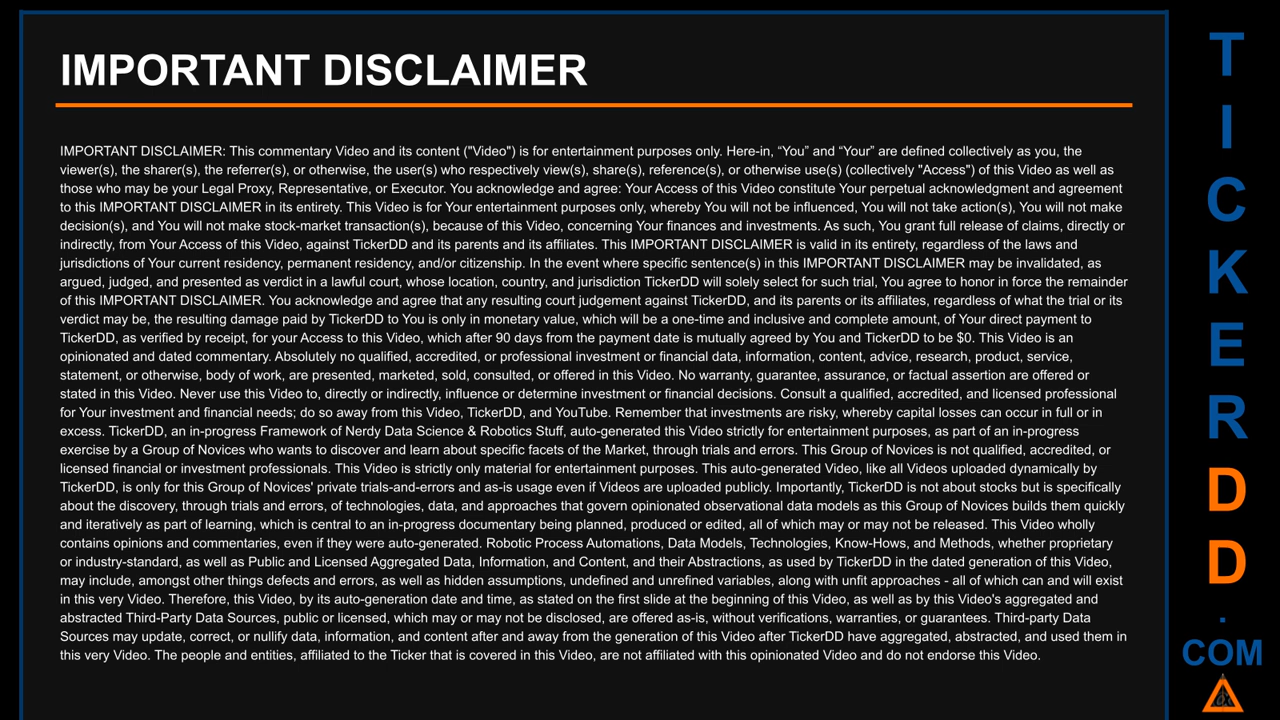 IMPORTANT DISCLAIMER
IMPORTANT DISCLAIMER: This commentary Video and its content ("Video") is for entertainment purposes only. Here-in, “You” and “Your” are defined collectively as you, the
viewer(s), the sharer(s), the referrer(s), or otherwise, the user(s) who respectively view(s), share(s), reference(s), or otherwise use(s) (collectively "Access") of this Video as well as
those who may be your Legal Proxy, Representative, or Executor. You acknowledge and agree: Your Access of this Video constitute Your perpetual acknowledgment and agreement
to this IMPORTANT DISCLAIMER in its entirety. This Video is for Your entertainment purposes only, whereby You will not be influenced, You will not take action(s), You will not make
decision(s), and You will not make stock-market transaction(s), because of this Video, concerning Your finances and investments. As such, You grant full release of claims, directly or
indirectly, from Your Access of this Video, against TickerDD and its parents and its affiliates. This IMPORTANT DISCLAIMER is valid in its entirety, regardless of the laws and
jurisdictions of Your current residency, permanent residency, and/or citizenship. In the event where specific sentence(s) in this IMPORTANT DISCLAIMER may be invalidated, as
argued, judged, and presented as verdict in a lawful court, whose location, country, and jurisdiction TickerDD will solely select for such trial, You agree to honor in force the remainder
of this IMPORTANT DISCLAIMER. You acknowledge and agree that any resulting court judgement against TickerDD, and its parents or its affiliates, regardless of what the trial or its
verdict may be, the resulting damage paid by TickerDD to You is only in monetary value, which will be a one-time and inclusive and complete amount, of Your direct payment to
TickerDD, as verified by receipt, for your Access to this Video, which after 90 days from the payment date is mutually agreed by You and TickerDD to be $0. This Video is an
opinionated and dated commentary. Absolutely no qualified, accredited, or professional investment or financial data, information, content, advice, research, product, service,
statement, or otherwise, body of work, are presented, marketed, sold, consulted, or offered in this Video. No warranty, guarantee, assurance, or factual assertion are offered or
stated in this Video. Never use this Video to, directly or indirectly, influence or determine investment or financial decisions. Consult a qualified, accredited, and licensed professional
for Your investment and financial needs; do so away from this Video, TickerDD, and YouTube. Remember that investments are risky, whereby capital losses can occur in full or in
excess. TickerDD, an in-progress Framework of Nerdy Data Science & Robotics Stuff, auto-generated this Video strictly for entertainment purposes, as part of an in-progress
exercise by a Group of Novices who wants to discover and learn about specific facets of the Market, through trials and errors. This Group of Novices is not qualified, accredited, or
licensed financial or investment professionals. This Video is strictly only material for entertainment purposes. This auto-generated Video, like all Videos uploaded dynamically by
TickerDD, is only for this Group of Novices' private trials-and-errors and as-is usage even if Videos are uploaded publicly. Importantly, TickerDD is not about stocks but is specifically
about the discovery, through trials and errors, of technologies, data, and approaches that govern opinionated observational data models as this Group of Novices builds them quickly
and iteratively as part of learning, which is central to an in-progress documentary being planned, produced or edited, all of which may or may not be released. This Video wholly
contains opinions and commentaries, even if they were auto-generated. Robotic Process Automations, Data Models, Technologies, Know-Hows, and Methods, whether proprietary
or industry-standard, as well as Public and Licensed Aggregated Data, Information, and Content, and their Abstractions, as used by TickerDD in the dated generation of this Video,
may include, amongst other things defects and errors, as well as hidden assumptions, undefined and unrefined variables, along with unfit approaches - all of which can and will exist
in this very Video. Therefore, this Video, by its auto-generation date and time, as stated on the first slide at the beginning of this Video, as well as by this Video's aggregated and
abstracted Third-Party Data Sources, public or licensed, which may or may not be disclosed, are offered as-is, without verifications, warranties, or guarantees. Third-party Data
Sources may update, correct, or nullify data, information, and content after and away from the generation of this Video after TickerDD have aggregated, abstracted, and used them in
this very Video. The people and entities, affiliated to the Ticker that is covered in this Video, are not affiliated with this opinionated Video and do not endorse this Video.
T
I
C
K
E
R
D
D
.
COM